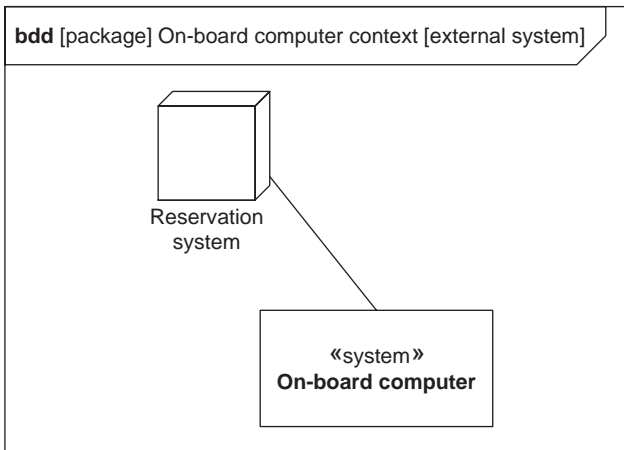 bdd [package] On-board computer context [external system]
Reservation
system
«system»
On-board computer